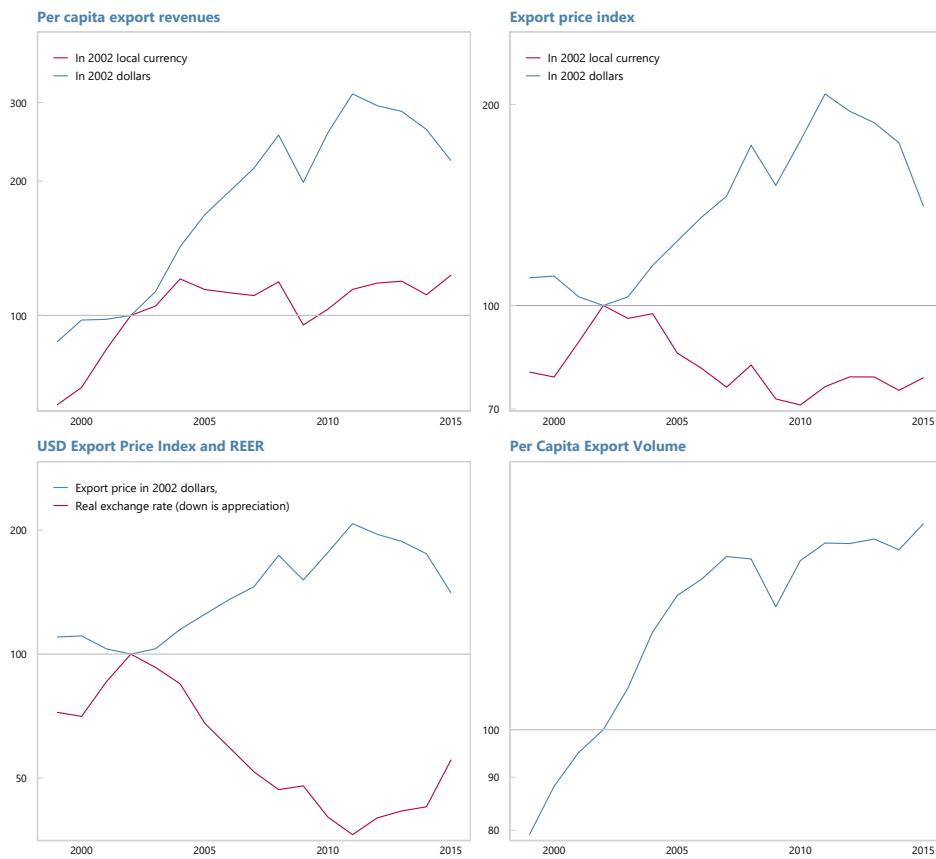 Per capita export revenues
In 2002 local currency
In 2002 dollars
300
200
100
2000
2005
2010
2015
Export price index
In 2002 local currency
In 2002 dollars
200
100
70
2000
2005
2010
2015
USD Export Price Index and REER
Export price in 2002 dollars,
Real exchange rate (down is appreciation)
200
100
50
2000
2005
2010
2015
Per Capita Export Volume
100
90
80
2000
2005
2010
2015